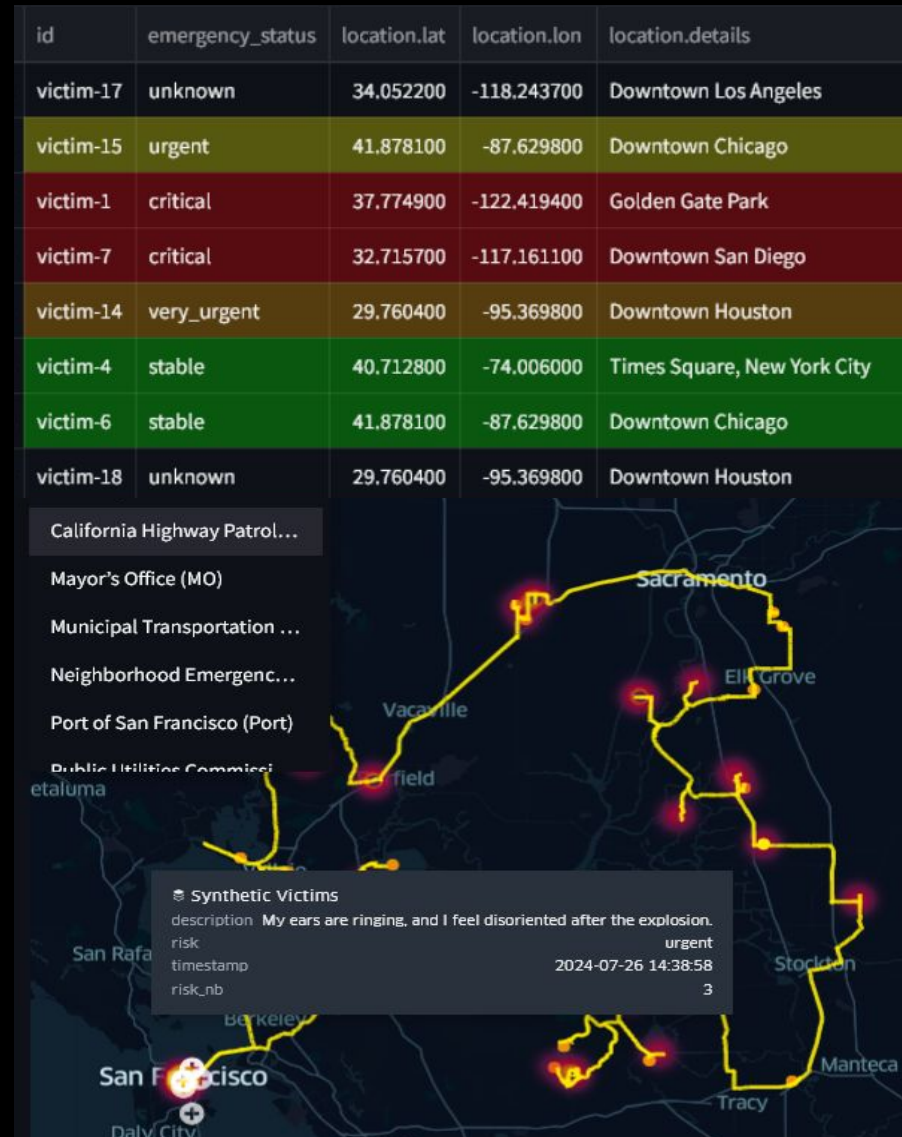 id emergency_status location.lat location.lon location.details
victim-17 unknown 34.052200 -118.243700 Downtown Los Angeles
victim-15 urgent 41.878100 -87.629800 Downtown Chicago
victim-1 critical 37.774900 -122.419400 Golden Gate Park
victim-7 critical 32.715700 -117.161100 Downtown San Diego
victim-14 very_urgent 29.760400 -95.369800 Downtown Houston
victim-4 stable 40.712800 -74.006000 Times Square, New York City
victim-6 stable 41.878100 -87.629800 Downtown Chicago
victim-18 unknown 29.760400 -95.369800 Downtown Houston
California Highway Patrol...
Mayor's Office (MO)
Municipal Transportation ...
Neighborhood Emergenc...
Port of San Francisco (Port)
Public Utilities Commissi
Sacramento
Elk Grove
Vacaville
field
etaluma
Synthetic Victims
description My ears are ringing, and I feel disoriented after the explosion.
risk urgent
timestamp 2024-07-26 14:38:58
risk_nb 3
San Rafa
Stockton
Berkeley
San F cisco
Manteca
Tracy
Daly City